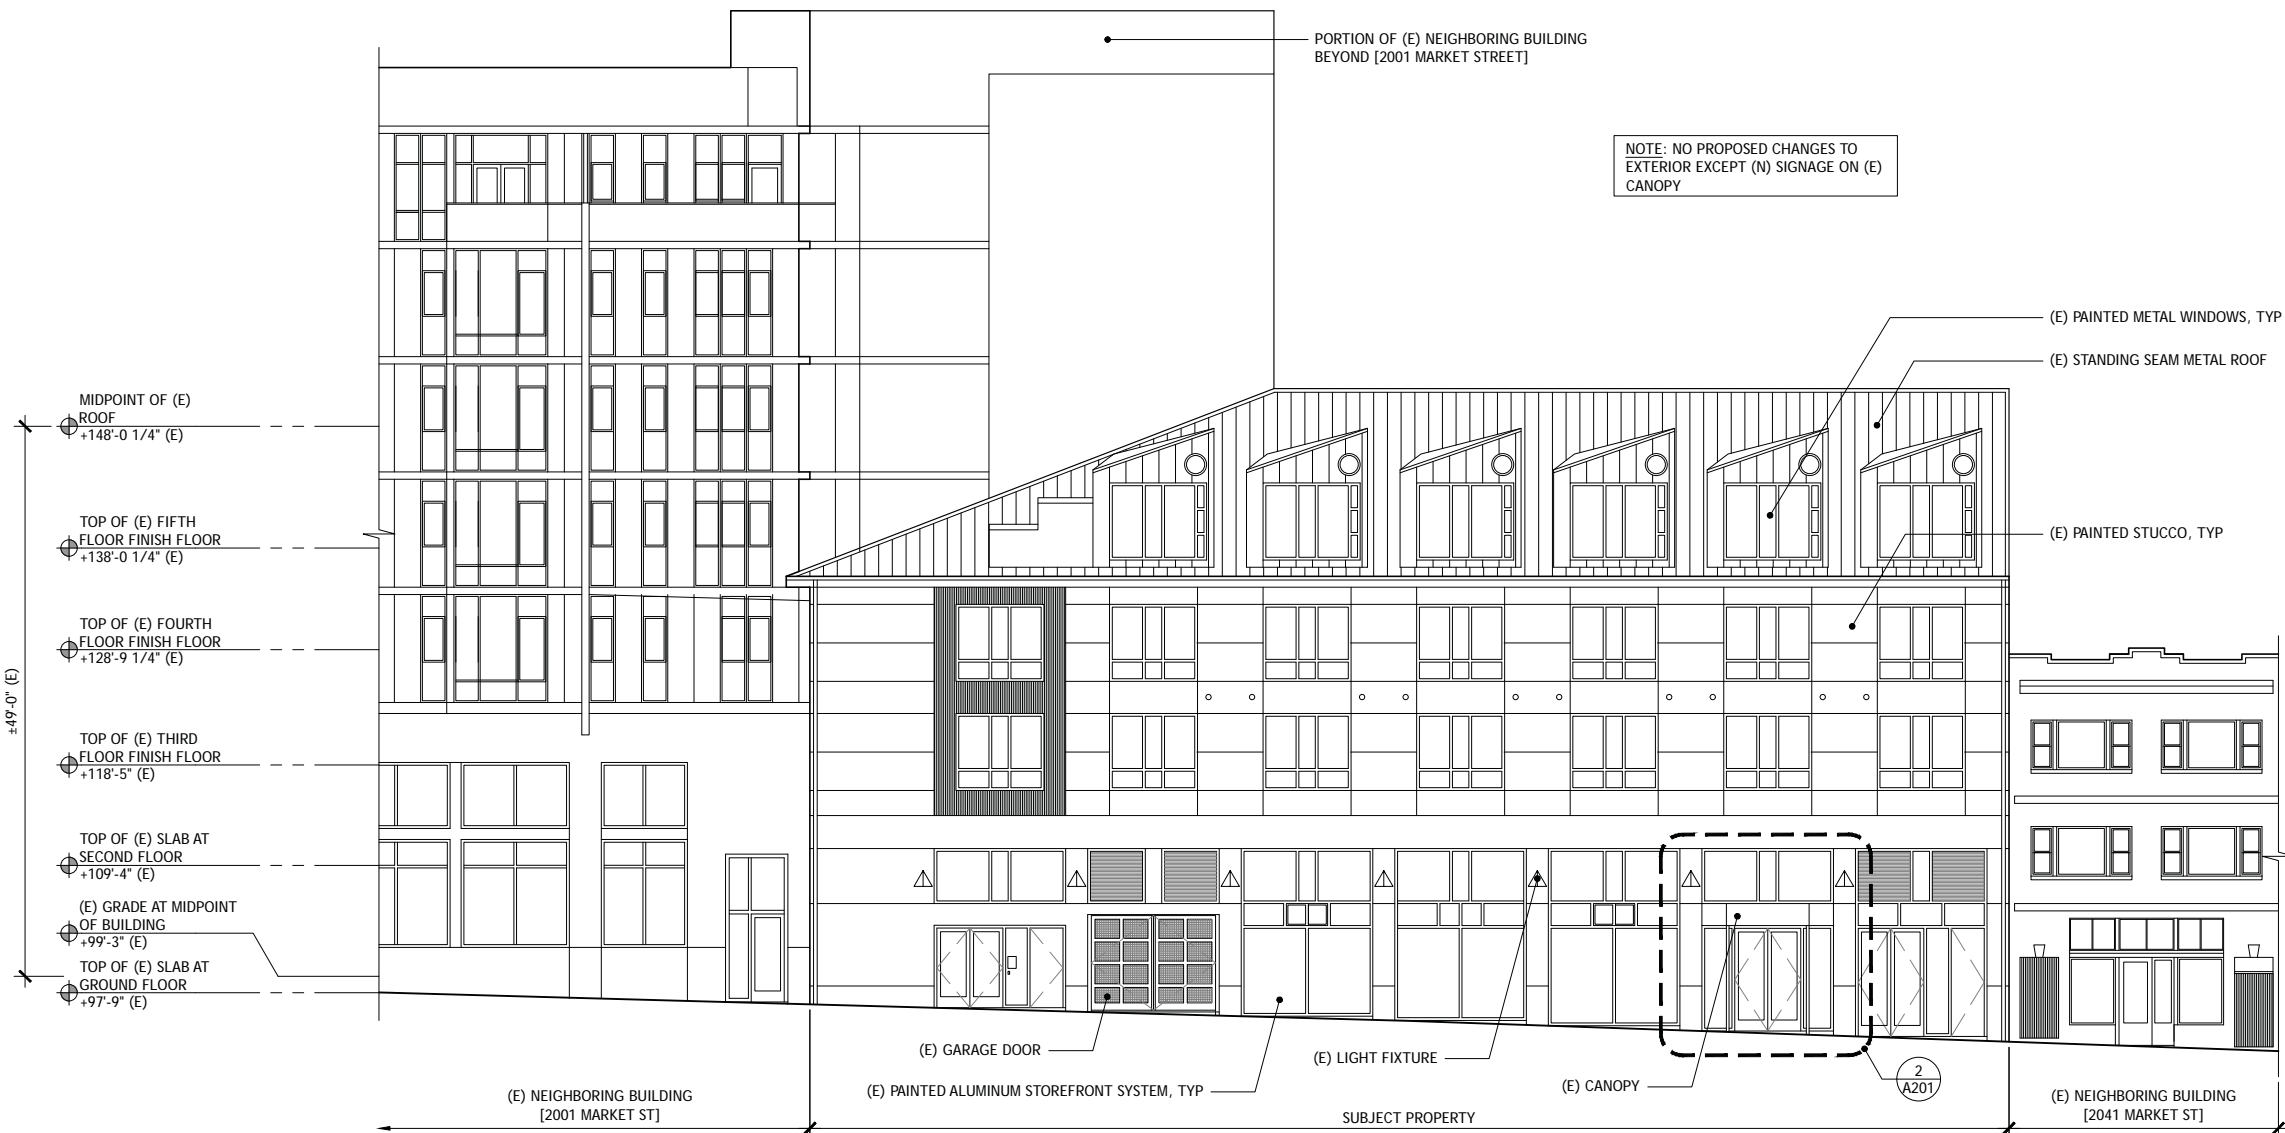 PORTION OF (E) NEIGHBORING BUILDING
BEYOND [2001 MARKET STREET]
NOTE: NO PROPOSED CHANGES TO
EXTERIOR EXCEPT (N) SIGNAGE ON (E)
CANOPY
(E) PAINTED METAL WINDOWS, TYP
(E) STANDING SEAM METAL ROOF
(E) PAINTED STUCCO, TYP
MIDPOINT OF (E)
ROOF
+148'-0 1/4" (E)
TOP OF (E) FIFTH
FLOOR FINISH FLOOR
+138'-0 1/4" (E)
TOP OF (E) FOURTH
FLOOR FINISH FLOOR
+128'-9 1/4" (E)
±49'-0" (E)
TOP OF (E) THIRD
FLOOR FINISH FLOOR
+118'-5" (E)
TOP OF (E) SLAB AT
SECOND FLOOR
+109'-4" (E)
(E) GRADE AT MIDPOINT
OF BUILDING
+99'-3" (E)
TOP OF (E) SLAB AT
GROUND FLOOR
+97'-9" (E)
(E) GARAGE DOOR
(E) LIGHT FIXTURE
(E) PAINTED ALUMINUM STOREFRONT SYSTEM, TYP
(E) CANOPY
2
A201
(E) NEIGHBORING BUILDING
[2001 MARKET ST]
SUBJECT PROPERTY
(E) NEIGHBORING BUILDING
[2041 MARKET ST]